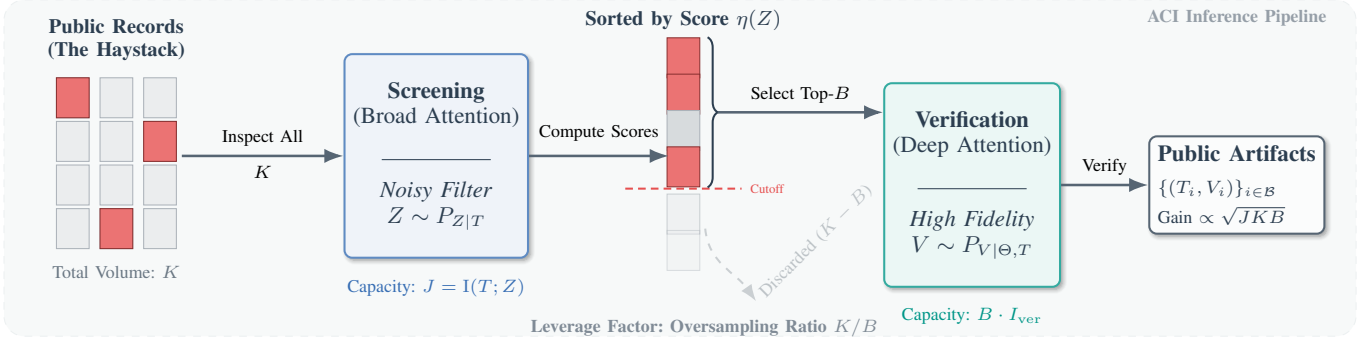 ACI Inference Pipeline
Public Records
(The Haystack)
Total Volume: K
Inspect All
K
Screening
(Broad Attention)
Noisy Filter
Z ∼ P_{Z|T}
Capacity: J = I(T; Z)
Compute Scores
Sorted by Score η(Z)
Cutoff
Discarded (K − B)
Select Top-B
Verification
(Deep Attention)
High Fidelity
V ∼ P_{V|Θ,T}
Capacity: B · I_{ver}
Verify
Public Artifacts
{(T_i, V_i)}_{i∈ℬ}
Gain ∝ √JKB
Leverage Factor: Oversampling Ratio K/B